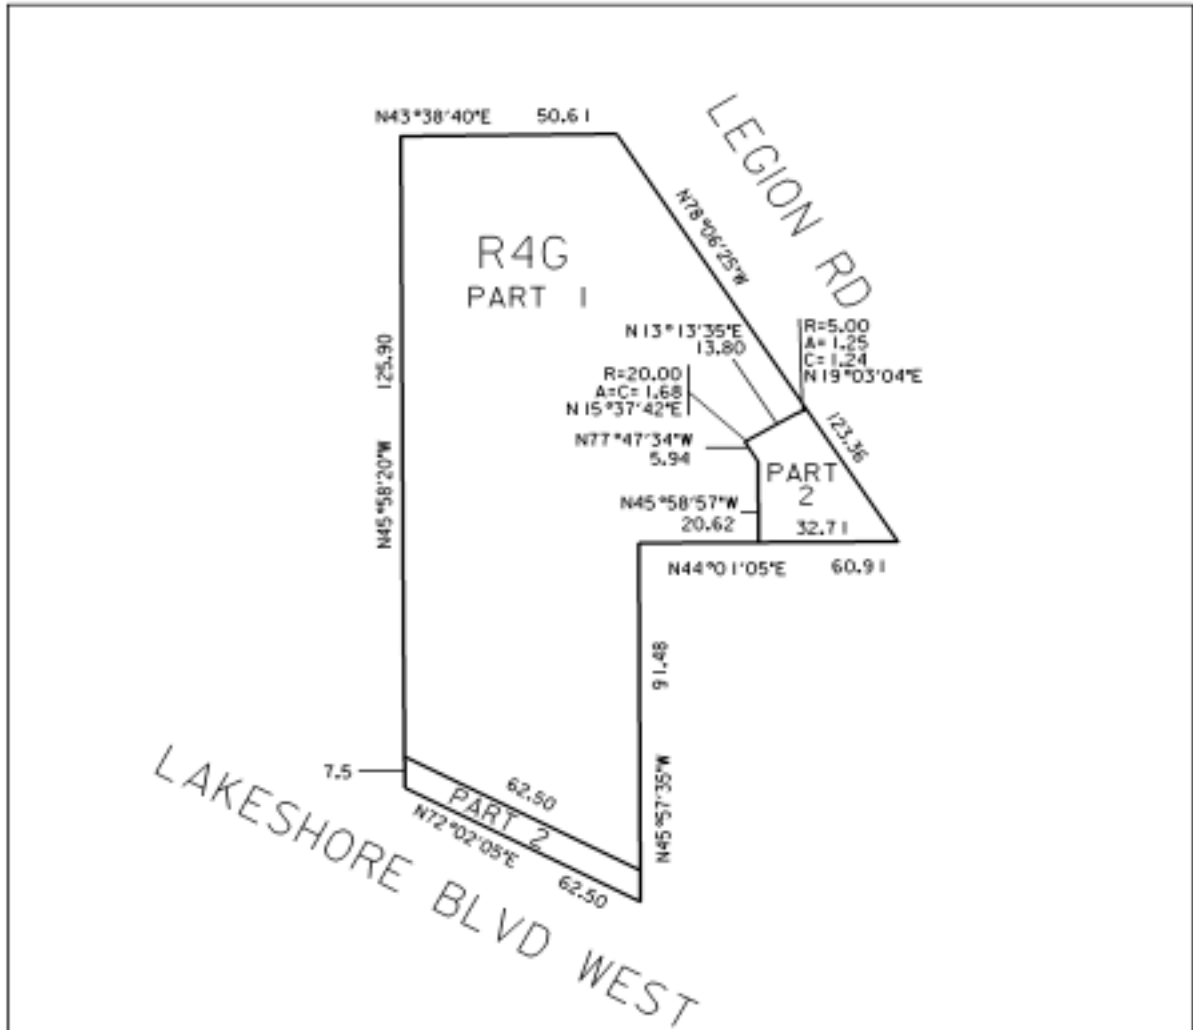 N43°38'40"E 50.61
LEGION RD
N78°06'25"W
R4G
PART 1
N13°13'35"E
13.80
R=5.00
A=1.25
C=1.24
N19°03'04"E
R=20.00
A=C=1.68
N15°37'42"E
125.90
N45°58'20"W
N77°47'34"W
5.94
123.36
PART
2
N45°58'57"W
20.62
32.71
N44°01'05"E 60.91
91.48
N45°57'35"W
7.5
62.50
PART 2
N72°02'05"E
62.50
LAKESHORE BLVD WEST